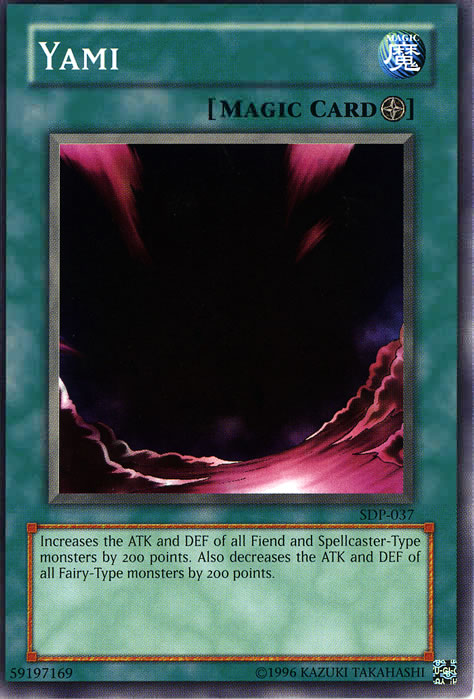 YAMI
MAGIC
魔
[MAGIC CARD]
SDP-037
Increases the ATK and DEF of all Fiend and Spellcaster-Type
monsters by 200 points. Also decreases the ATK and DEF of
all Fairy-Type monsters by 200 points.
59197169
©1996 KAZUKI TAKAHASHI